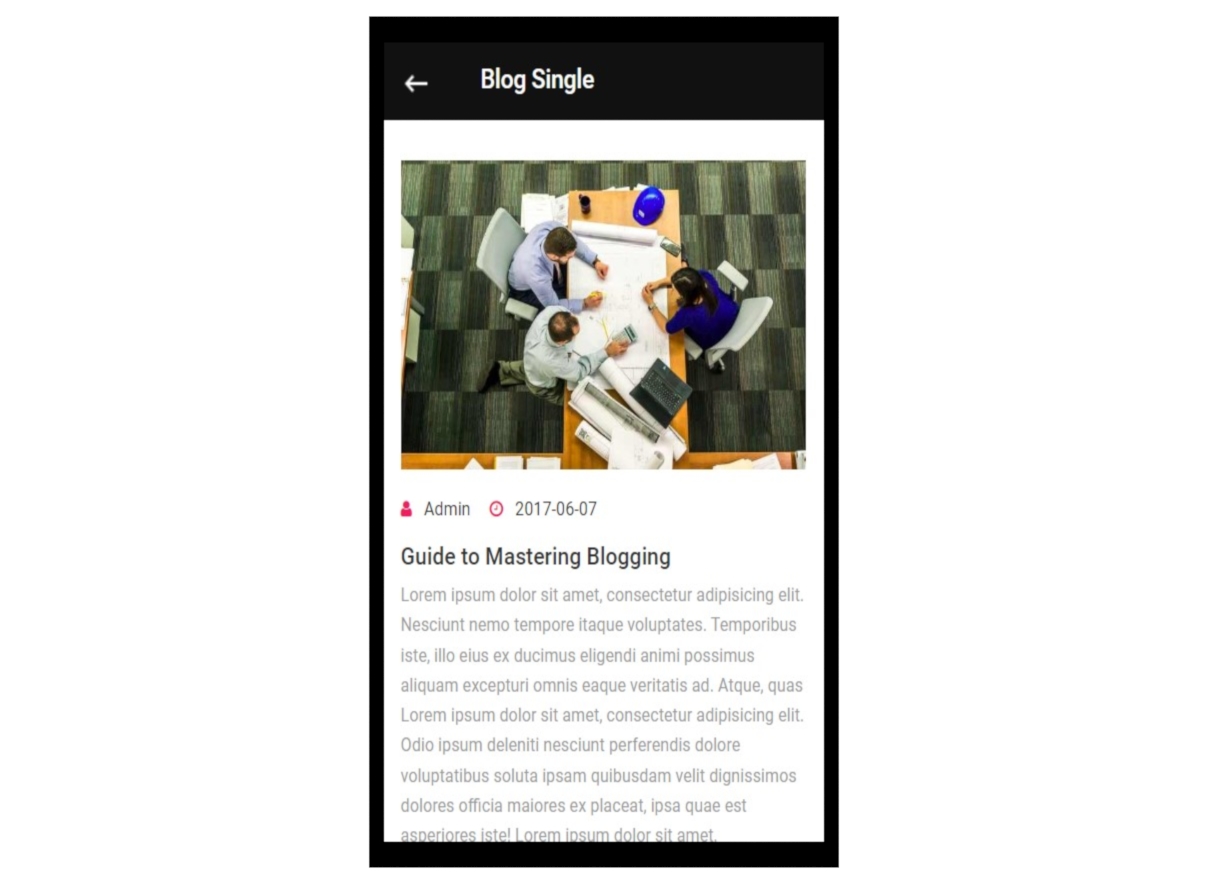 Blog Single
Admin 2017-06-07
Guide to Mastering Blogging
Lorem ipsum dolor sit amet, consectetur adipisicing elit.
Nesciunt nemo tempore itaque voluptates. Temporibus
iste, illo eius ex ducimus eligendi animi possimus
aliquam excepturi omnis eaque veritatis ad. Atque, quas
Lorem ipsum dolor sit amet, consectetur adipisicing elit.
Odio ipsum deleniti nesciunt perferendis dolore
voluptatibus soluta ipsam quibusdam velit dignissimos
dolores officia maiores ex placeat, ipsa quae est
asperiores iste! Lorem ipsum dolor sit amet,